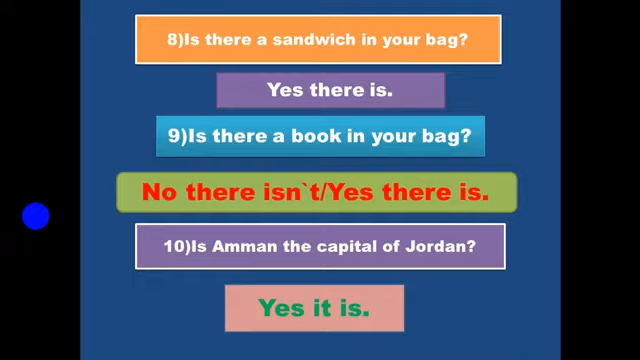 8)Is there a sandwich in your bag?
Yes there is.
9)Is there a book in your bag?
No there isn`t/Yes there is.
10)Is Amman the capital of Jordan?
Yes it is.